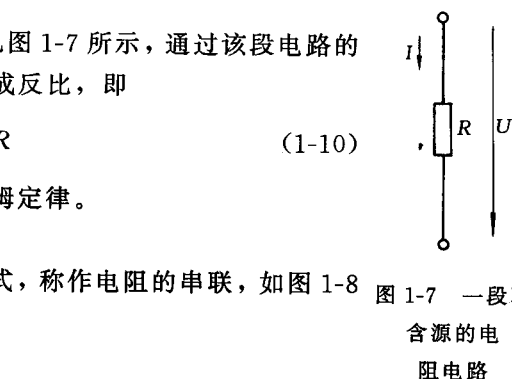 图 1-7 所示，通过该段电路的
成反比，即
R
（1-10）
姆定律。
式，称作电阻的串联，如图 1-8
I
R
U
图 1-7 一段
含源的电
阻电路